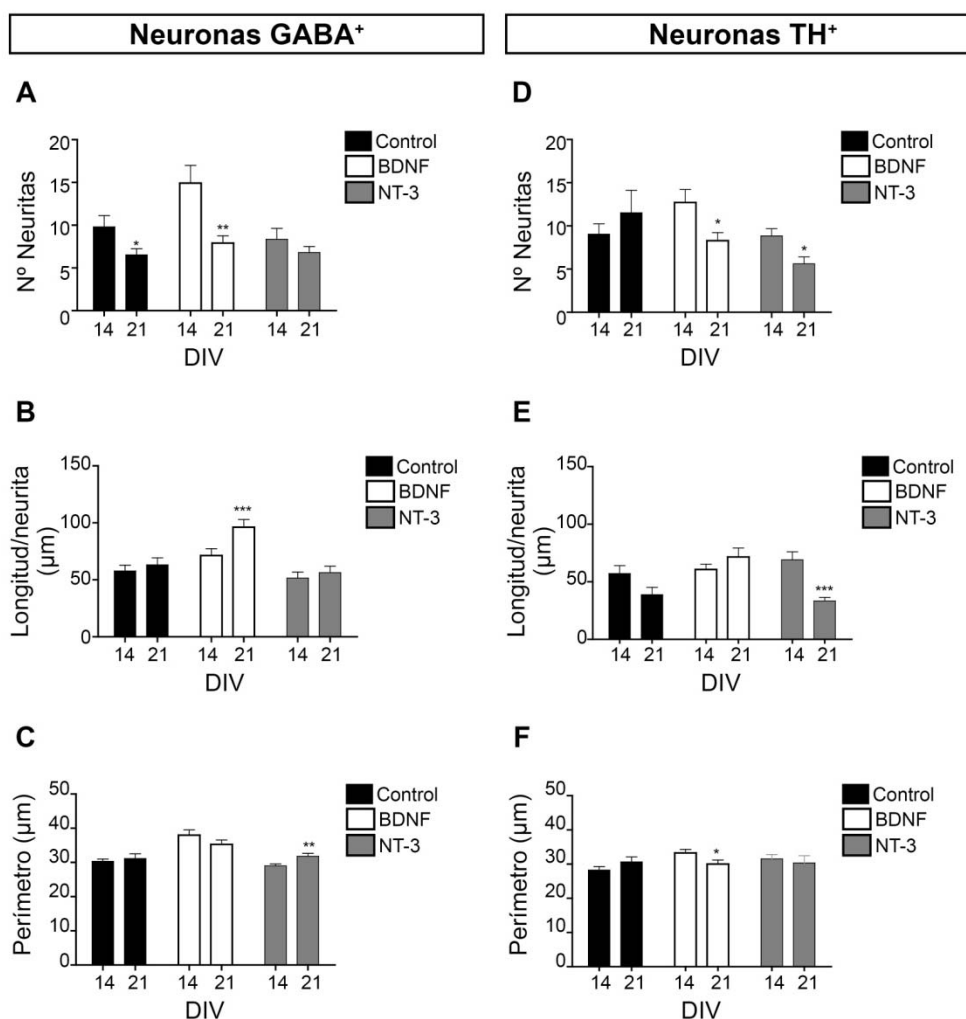 Neuronas GABA⁺
Neuronas TH⁺
A
Nº Neuritas
20
15
10
5
0
*
**
14 21 14 21 14 21
DIV
Control
BDNF
NT-3
D
Nº Neuritas
20
15
10
5
0
*
*
14 21 14 21 14 21
DIV
Control
BDNF
NT-3
B
Longitud/neurita
(µm)
150
100
50
0
***
14 21 14 21 14 21
DIV
Control
BDNF
NT-3
E
Longitud/neurita
(µm)
150
100
50
0
***
14 21 14 21 14 21
DIV
Control
BDNF
NT-3
C
Perímetro (µm)
50
40
30
20
10
0
**
14 21 14 21 14 21
DIV
Control
BDNF
NT-3
F
Perímetro (µm)
50
40
30
20
10
0
*
14 21 14 21 14 21
DIV
Control
BDNF
NT-3